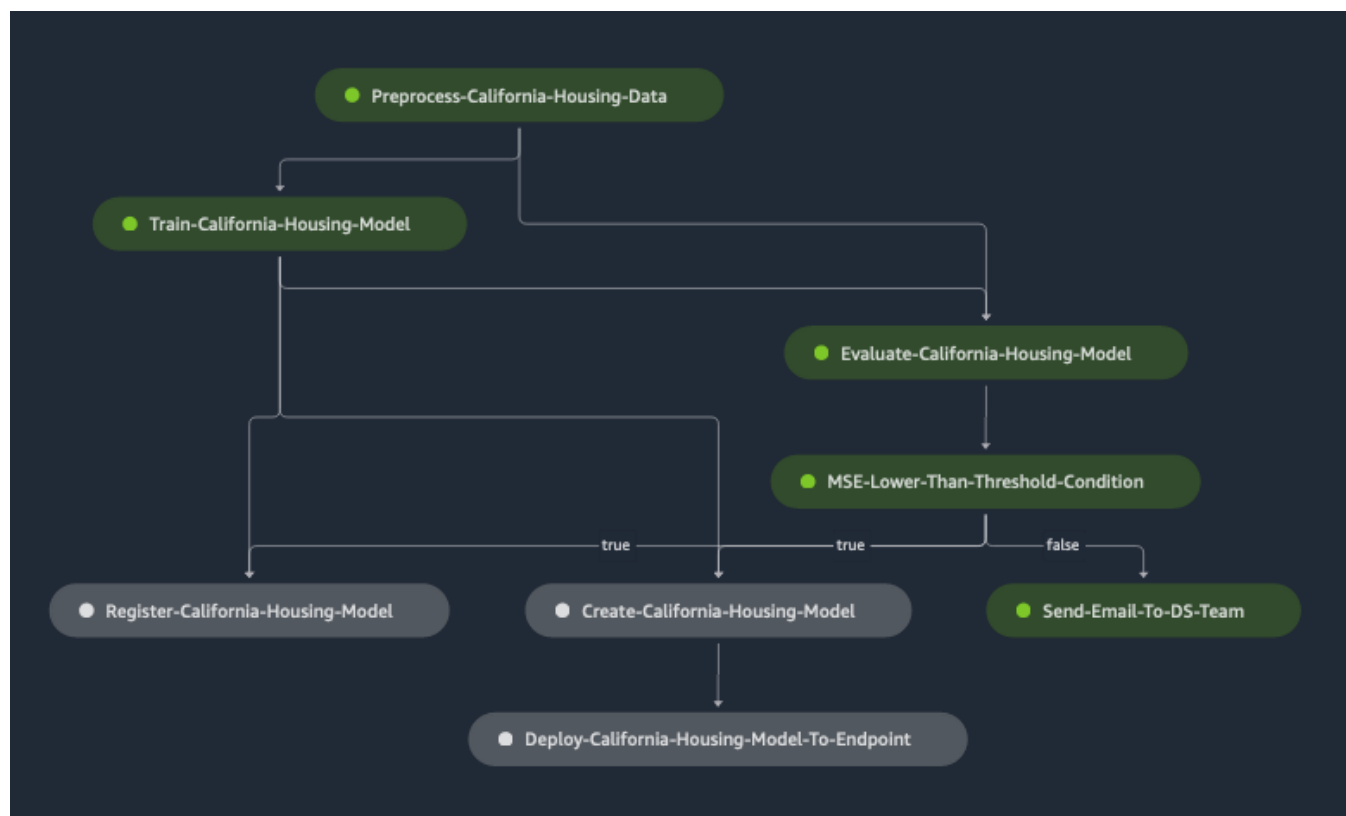 Preprocess-California-Housing-Data
Train-California-Housing-Model
Evaluate-California-Housing-Model
MSE-Lower-Than-Threshold-Condition
true
true
false
Register-California-Housing-Model
Create-California-Housing-Model
Send-Email-To-DS-Team
Deploy-California-Housing-Model-To-Endpoint